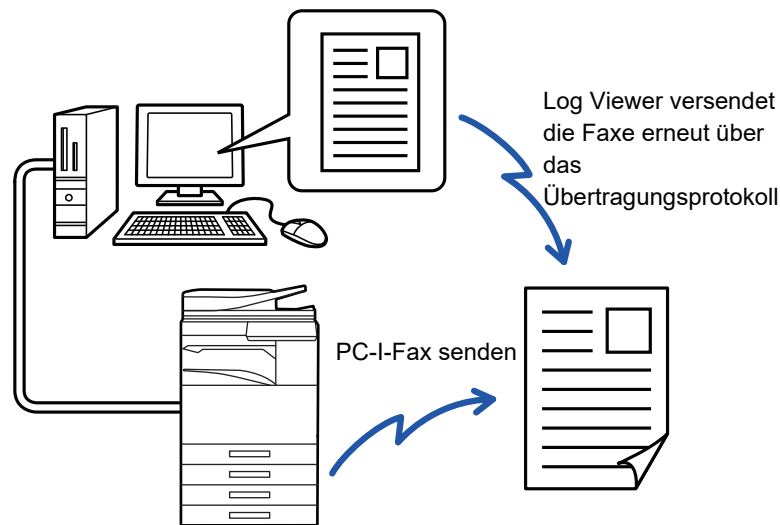 Log Viewer versendet
die Faxe erneut über
das
Übertragungsprotokoll
PC-I-Fax senden